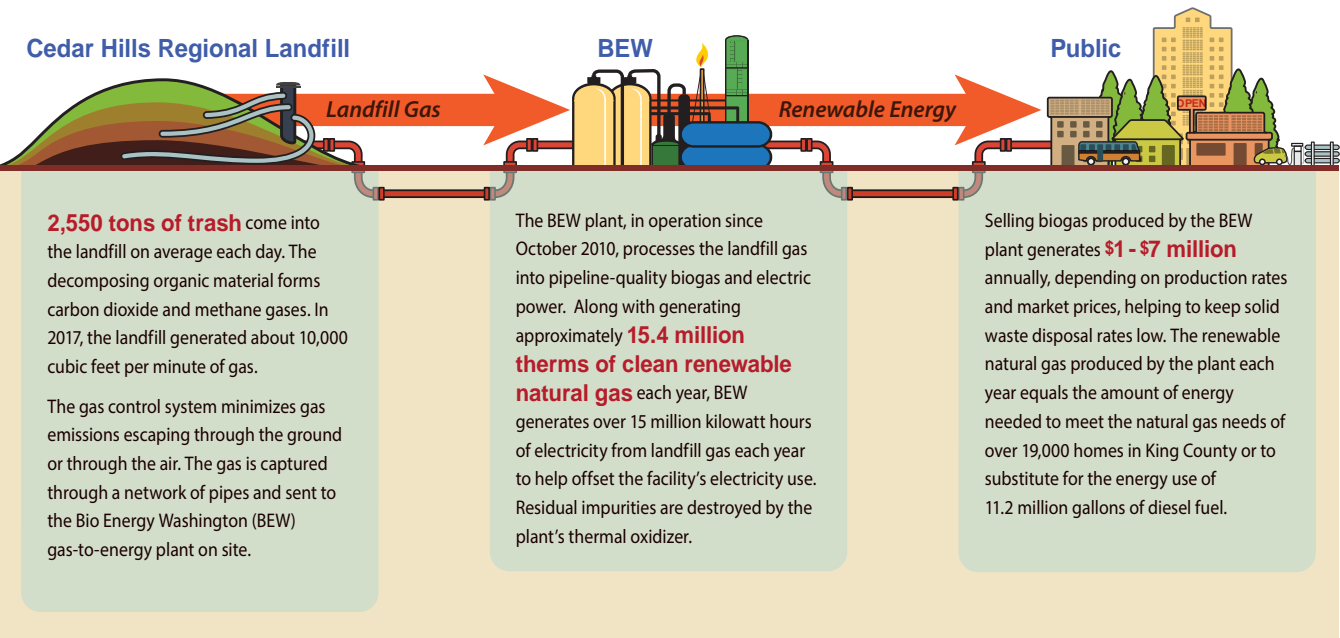 Cedar Hills Regional Landfill
BEW
Public
Landfill Gas
Renewable Energy
OPEN
2,550 tons of trash come into
the landfill on average each day. The
decomposing organic material forms
carbon dioxide and methane gases. In
2017, the landfill generated about 10,000
cubic feet per minute of gas.
The gas control system minimizes gas
emissions escaping through the ground
or through the air. The gas is captured
through a network of pipes and sent to
the Bio Energy Washington (BEW)
gas-to-energy plant on site.
The BEW plant, in operation since
October 2010, processes the landfill gas
into pipeline-quality biogas and electric
power. Along with generating
approximately 15.4 million
therms of clean renewable
natural gas each year, BEW
generates over 15 million kilowatt hours
of electricity from landfill gas each year
to help offset the facility's electricity use.
Residual impurities are destroyed by the
plant's thermal oxidizer.
Selling biogas produced by the BEW
plant generates $1 - $7 million
annually, depending on production rates
and market prices, helping to keep solid
waste disposal rates low. The renewable
natural gas produced by the plant each
year equals the amount of energy
needed to meet the natural gas needs of
over 19,000 homes in King County or to
substitute for the energy use of
11.2 million gallons of diesel fuel.